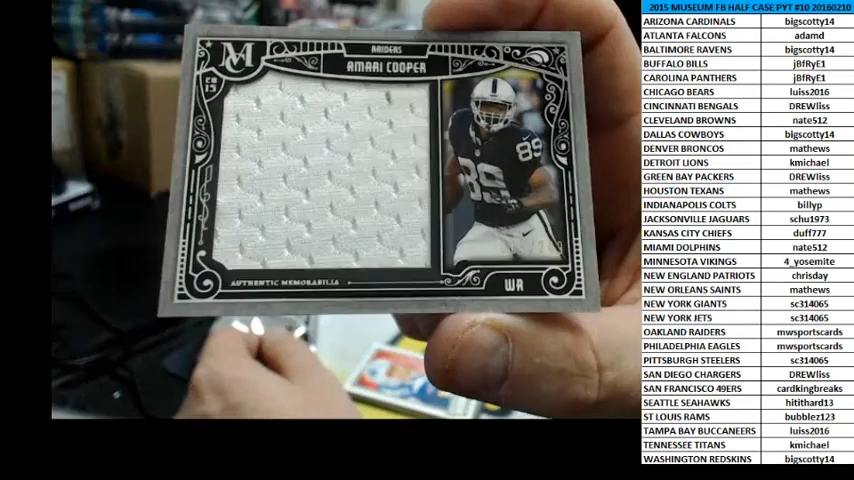 M
RAIDERS
AMARI COOPER
89
89
AUTHENTIC MEMORABILIA
WR
2015 MUSEUM FB HALF CASE PYT #10 20160210
ARIZONA CARDINALS bigscotty14
ATLANTA FALCONS adamd
BALTIMORE RAVENS bigscotty14
BUFFALO BILLS jBfRyE1
CAROLINA PANTHERS jBfRyE1
CHICAGO BEARS luiss2016
CINCINNATI BENGALS DREWliss
CLEVELAND BROWNS nate512
DALLAS COWBOYS bigscotty14
DENVER BRONCOS mathews
DETROIT LIONS kmichael
GREEN BAY PACKERS DREWliss
HOUSTON TEXANS mathews
INDIANAPOLIS COLTS billyp
JACKSONVILLE JAGUARS schu1973
KANSAS CITY CHIEFS duff777
MIAMI DOLPHINS nate512
MINNESOTA VIKINGS 4_yosemite
NEW ENGLAND PATRIOTS chrisday
NEW ORLEANS SAINTS mathews
NEW YORK GIANTS sc314065
NEW YORK JETS sc314065
OAKLAND RAIDERS mwsportscards
PHILADELPHIA EAGLES mwsportscards
PITTSBURGH STEELERS sc314065
SAN DIEGO CHARGERS DREWliss
SAN FRANCISCO 49ERS cardkingbreaks
SEATTLE SEAHAWKS hitithard13
ST LOUIS RAMS bubblez123
TAMPA BAY BUCCANEERS luiss2016
TENNESSEE TITANS kmichael
WASHINGTON REDSKINS bigscotty14